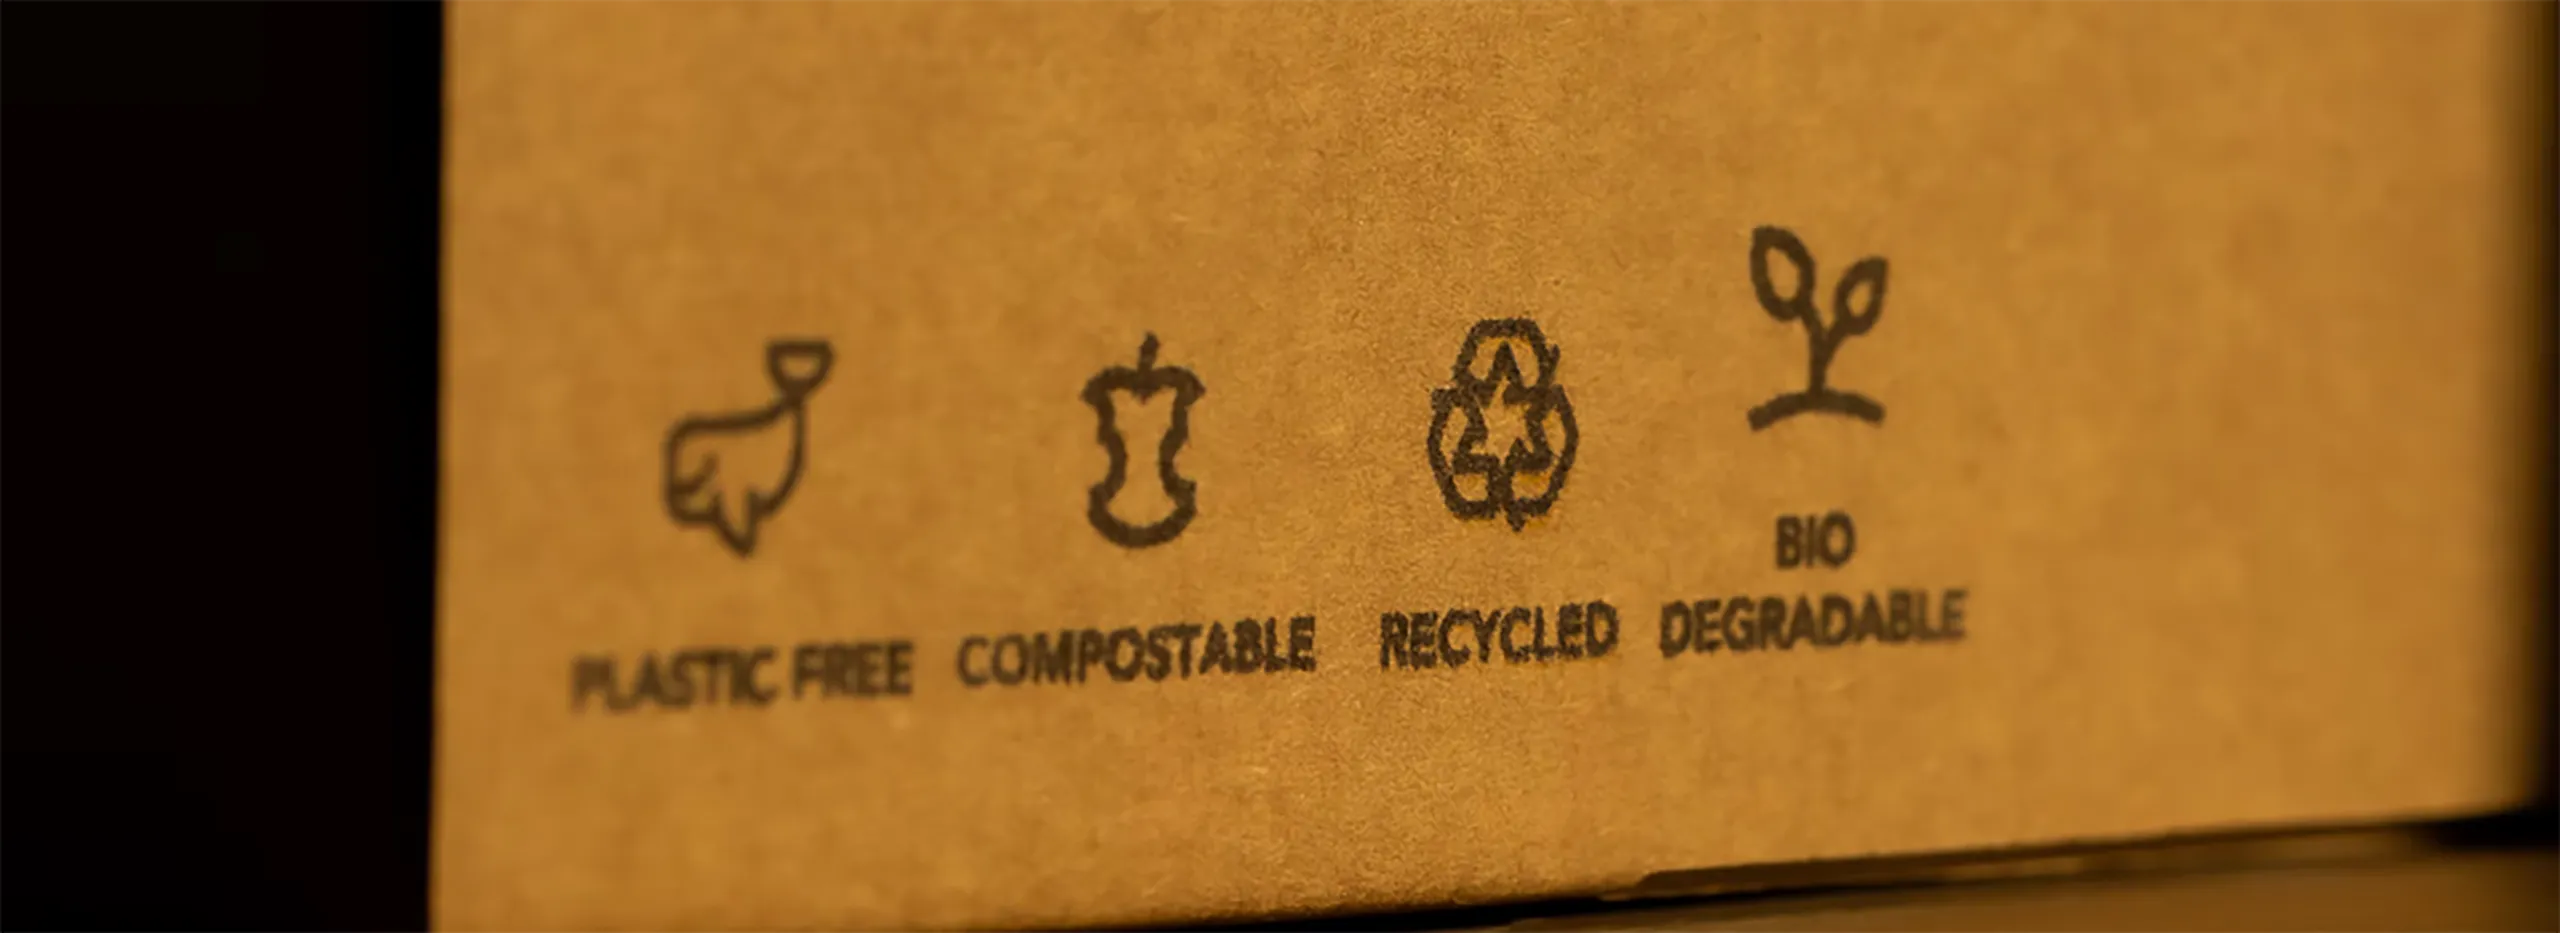 PLASTIC FREE
COMPOSTABLE
RECYCLED
BIO
DEGRADABLE